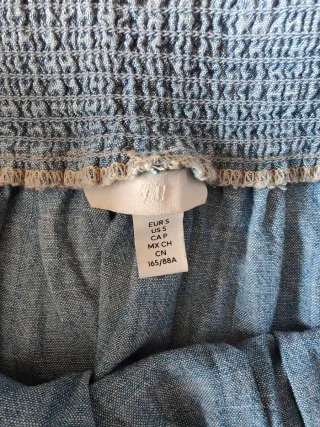 H&M
EUR S
US S
CA P
MX CH
CN
165/88A